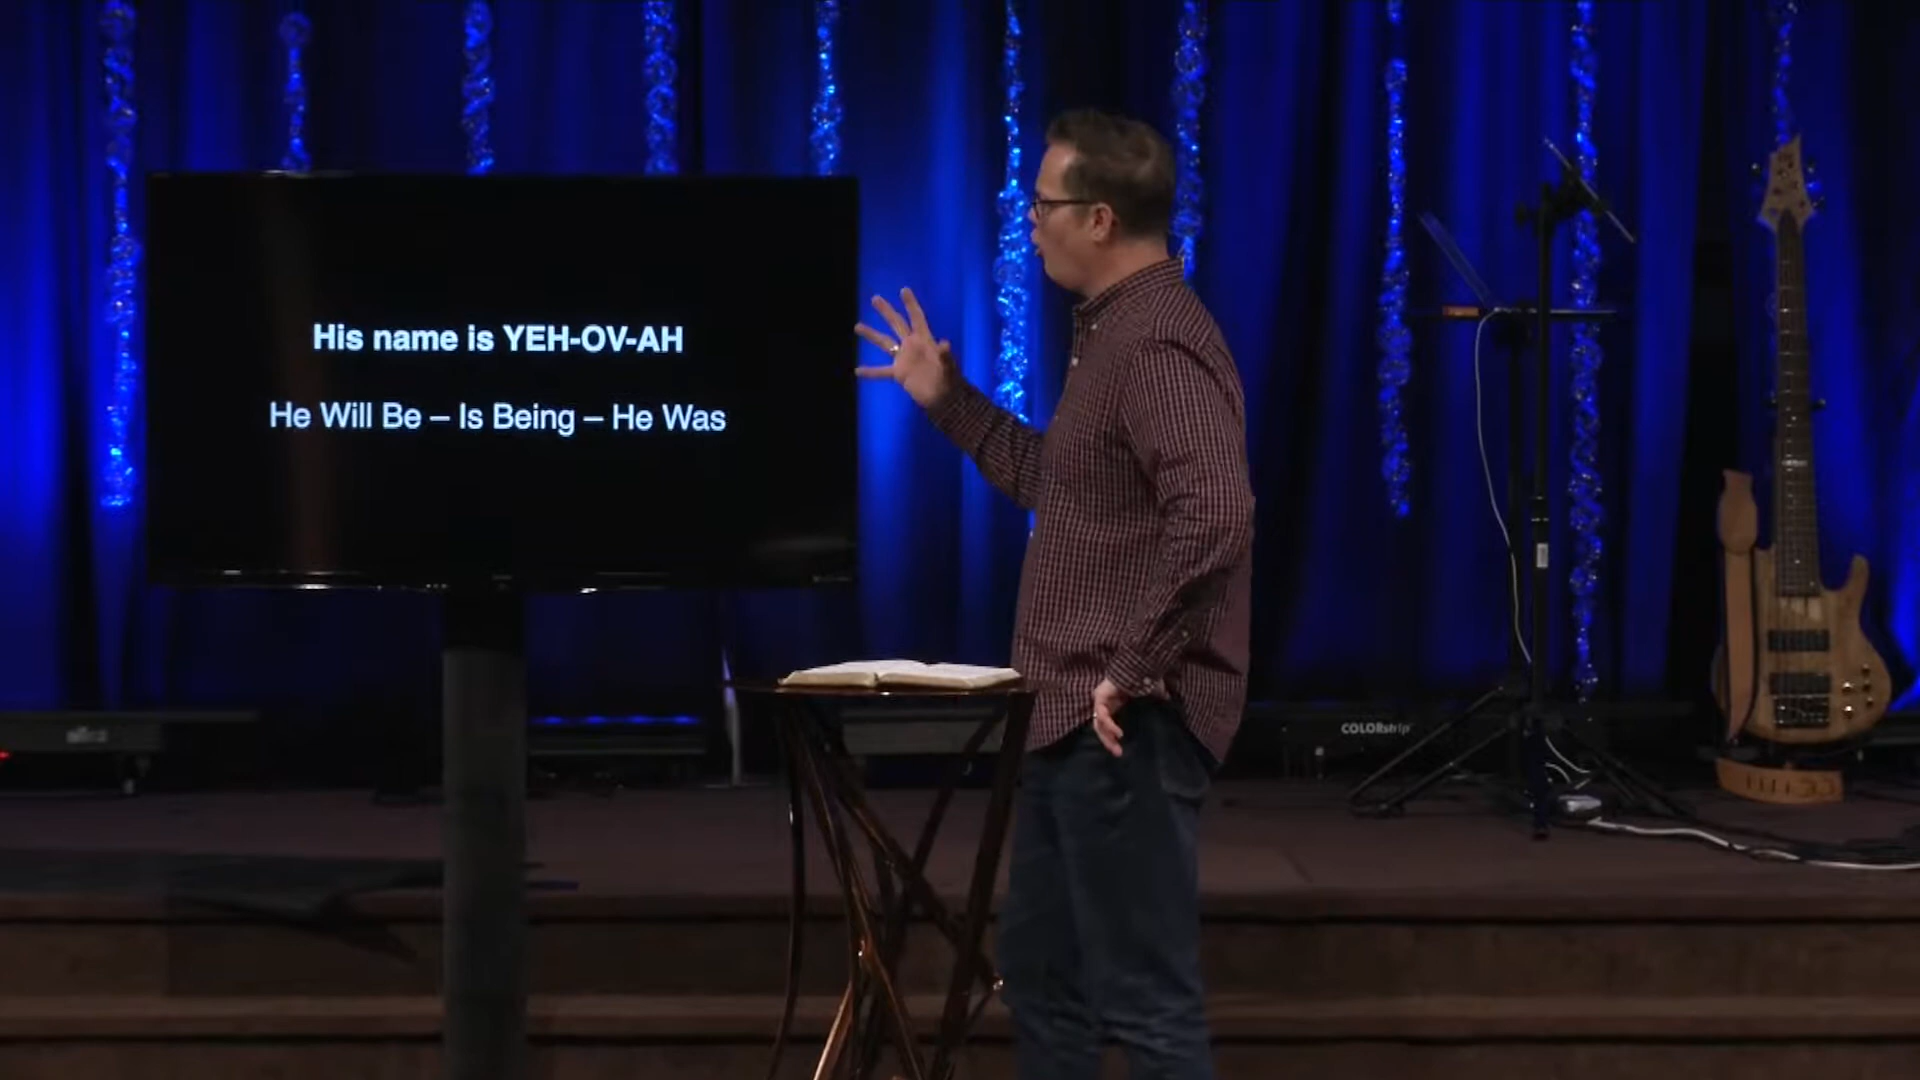 His name is YEH-OV-AH
He Will Be – Is Being – He Was
COLORstrip